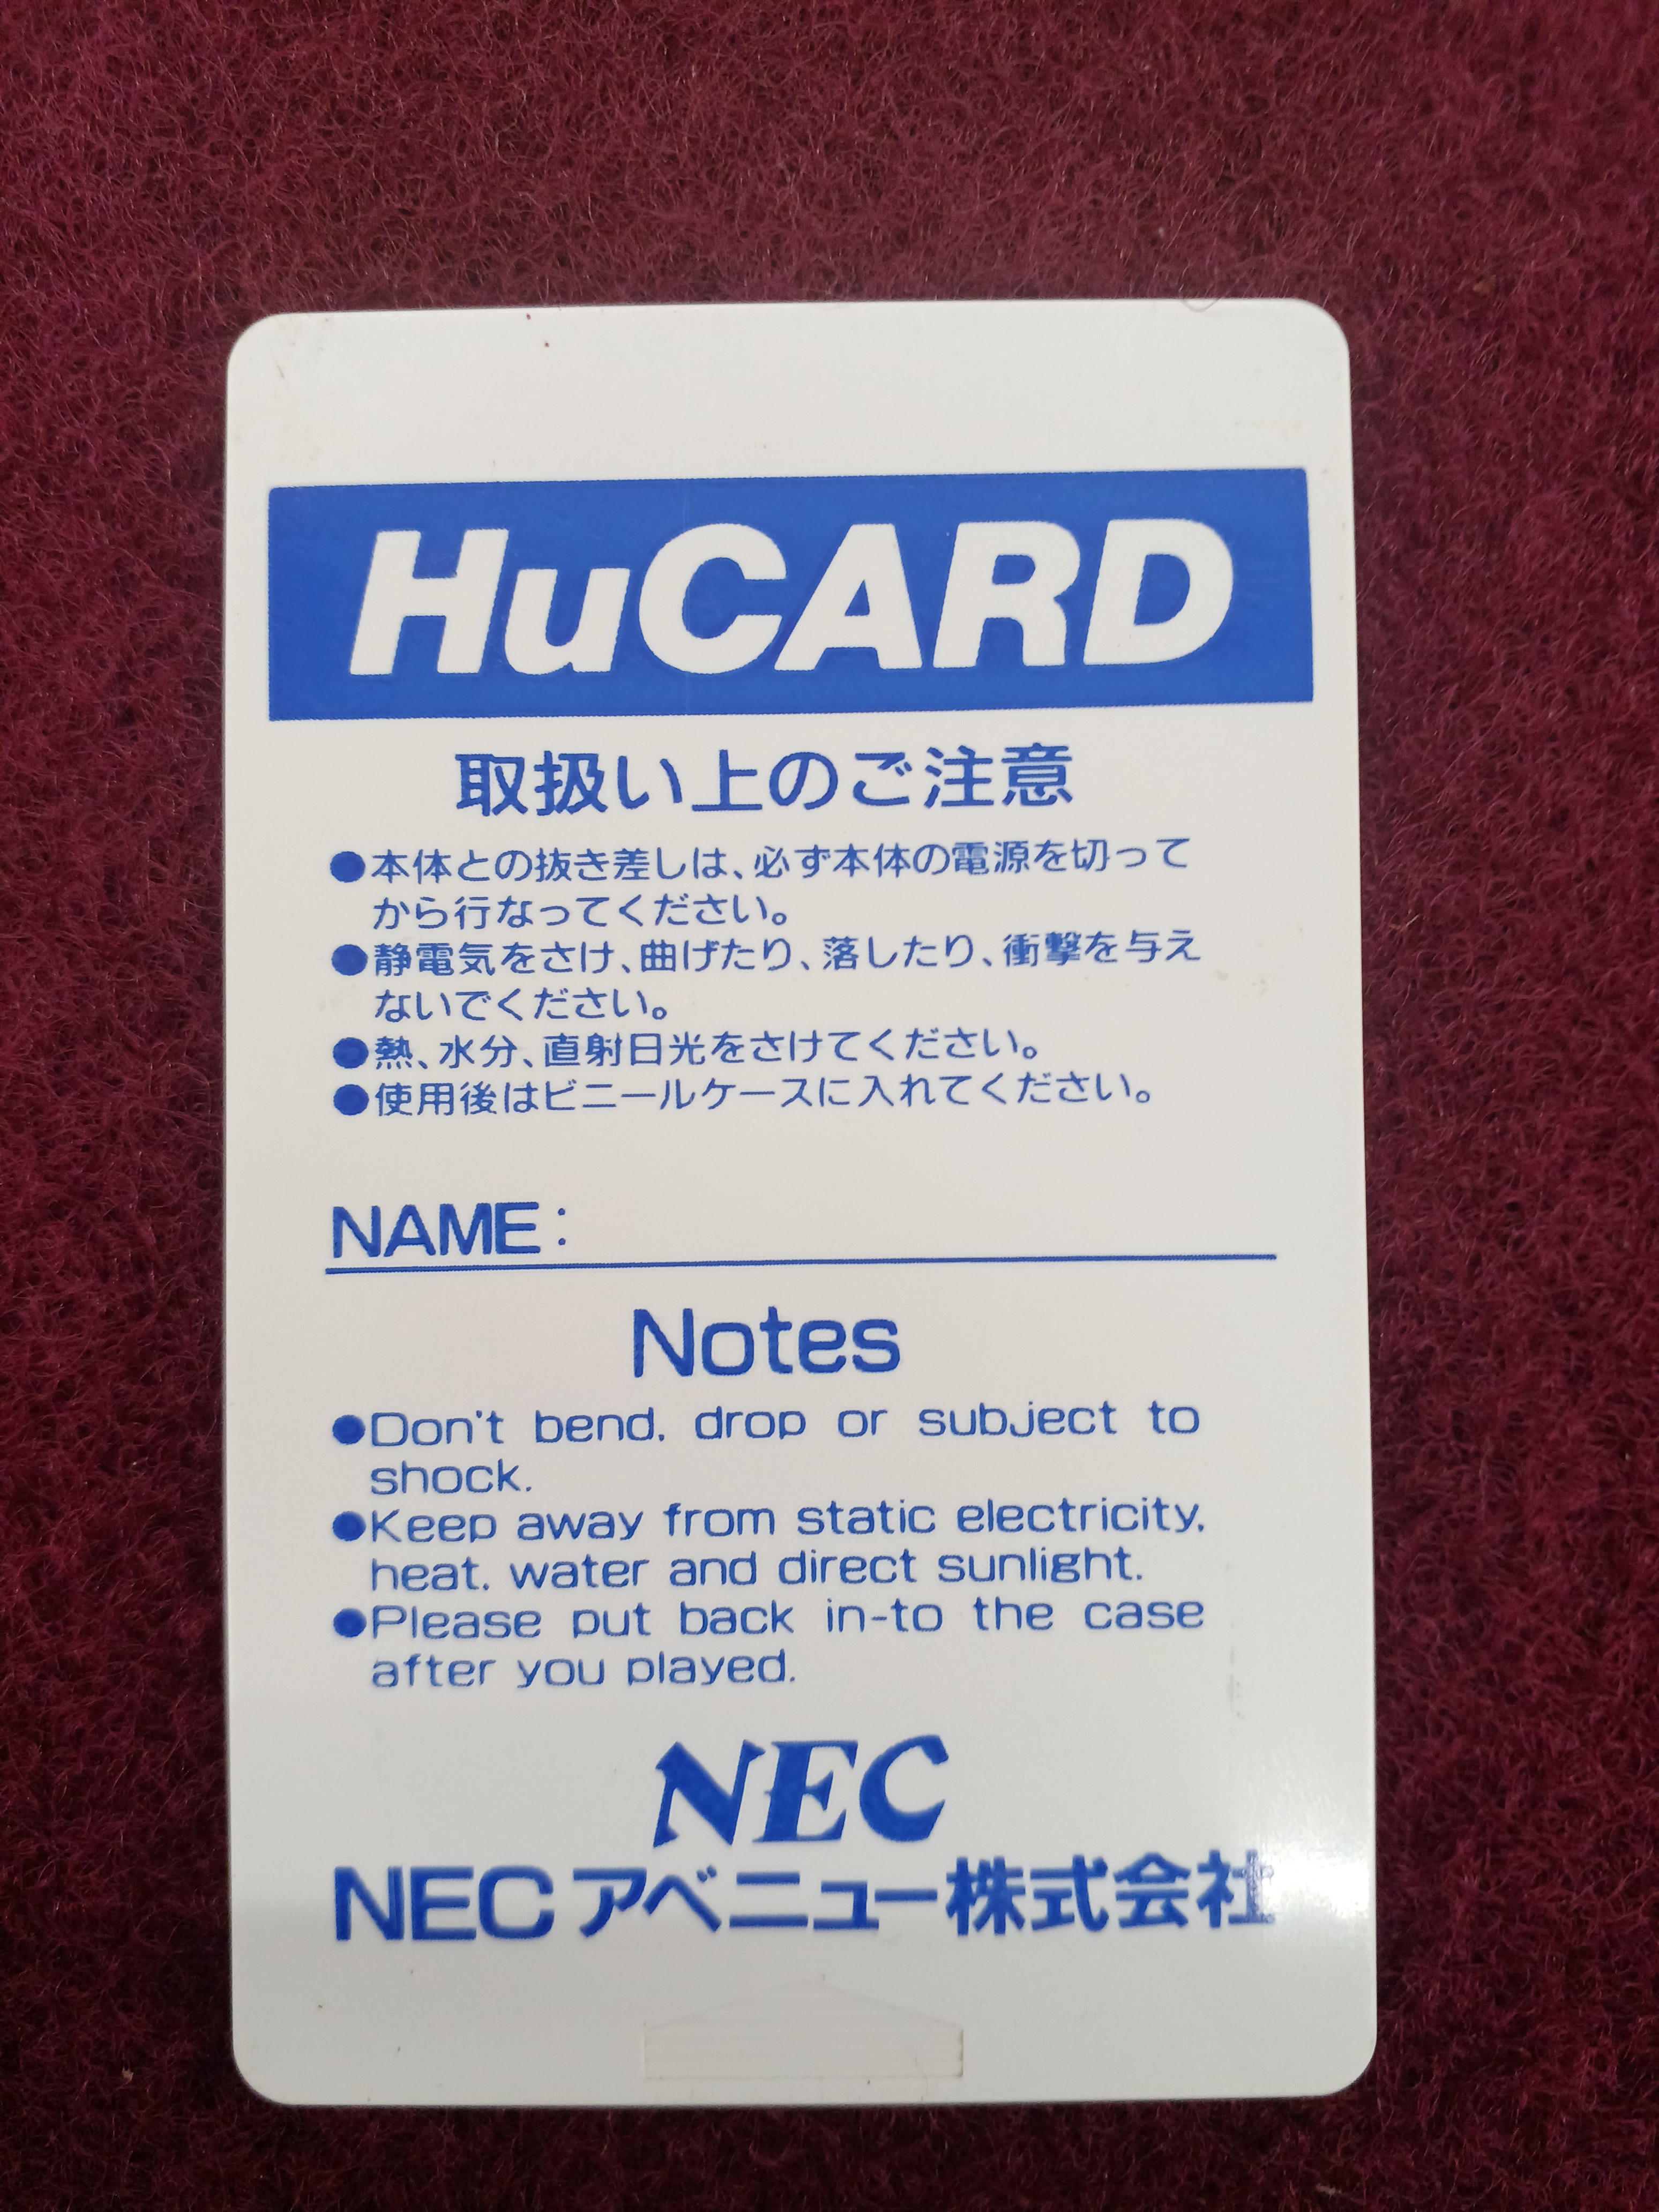 HuCARD
取扱い上のご注意
●本体との抜き差しは、必ず本体の電源を切って
から行なってください。
●静電気をさけ、曲げたり、落したり、衝撃を与え
ないでください。
●熱、水分、直射日光をさけてください。
●使用後はビニールケースに入れてください。
NAME:
Notes
●Don't bend, drop or subject to
shock.
●Keep away from static electricity,
heat, water and direct sunlight.
●Please put back in-to the case
after you played.
NEC
NECアベニュー株式会社